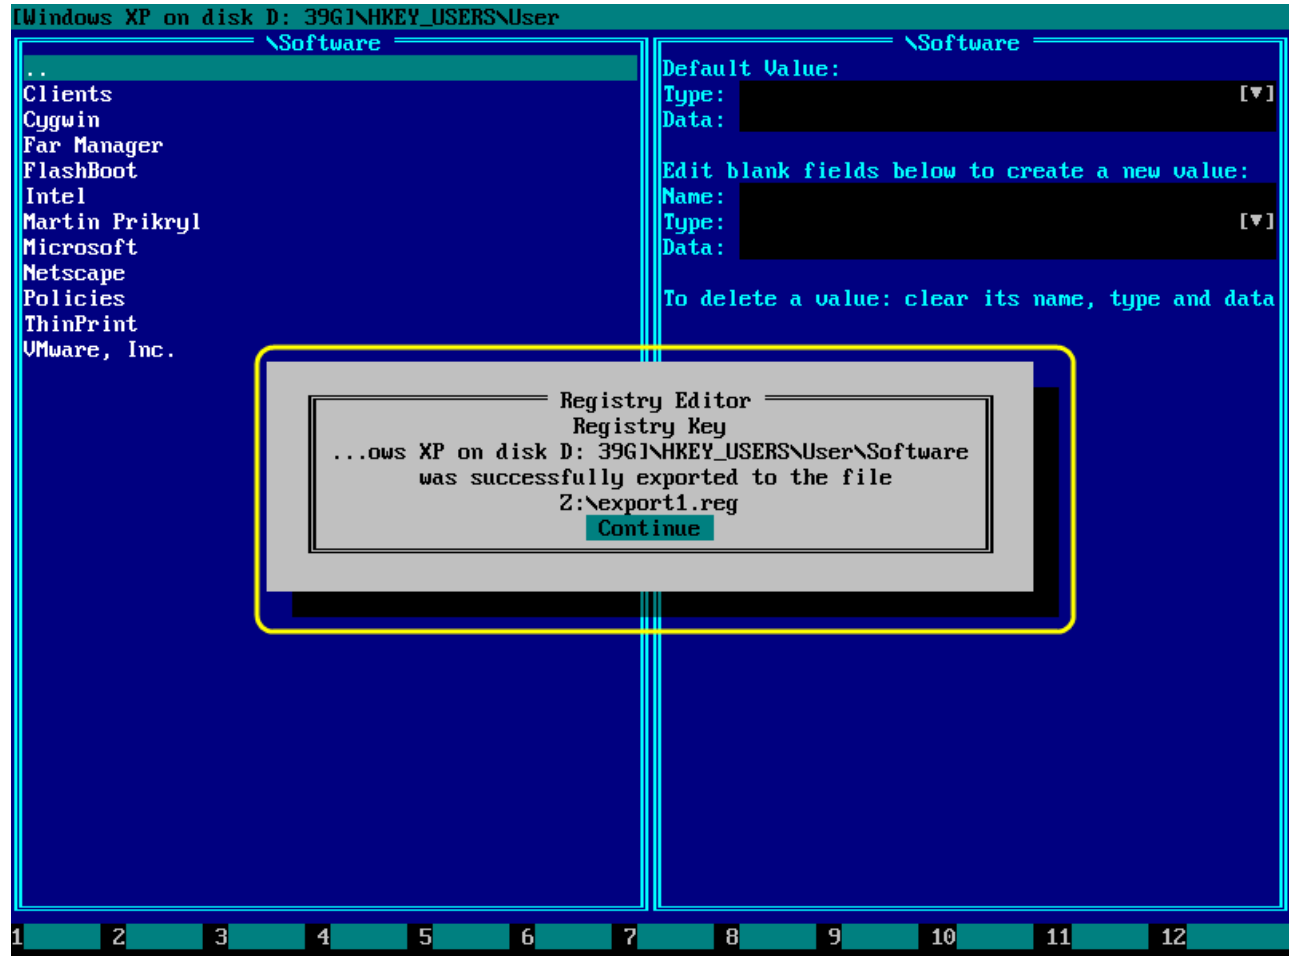 [Windows XP on disk D: 39G]\HKEY_USERS\User
\Software
..
Clients
Cygwin
Far Manager
FlashBoot
Intel
Martin Prikryl
Microsoft
Netscape
Policies
ThinPrint
VMware, Inc.
\Software
Default Value:
Type: [▼]
Data:
Edit blank fields below to create a new value:
Name:
Type: [▼]
Data:
To delete a value: clear its name, type and data
Registry Editor
Registry Key
...ows XP on disk D: 39G]\HKEY_USERS\User\Software
was successfully exported to the file
Z:\export1.reg
Continue
1 2 3 4 5 6 7 8 9 10 11 12